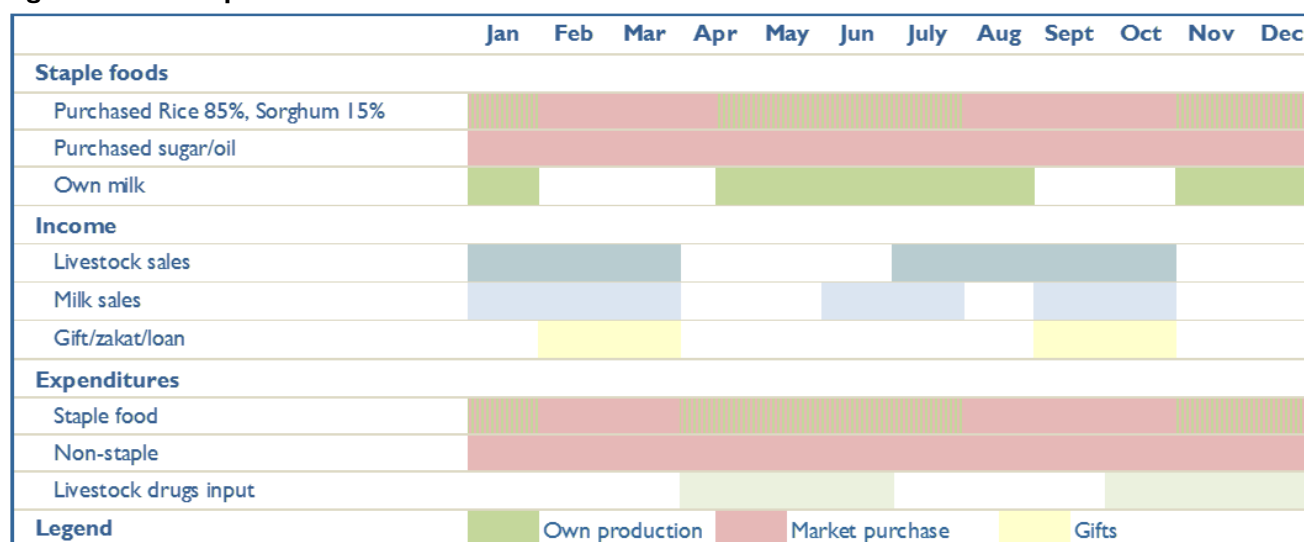 Jan Feb Mar Apr May Jun July Aug Sept Oct Nov Dec
Staple foods
Purchased Rice 85%, Sorghum 15%
Purchased sugar/oil
Own milk
Income
Livestock sales
Milk sales
Gift/zakat/loan
Expenditures
Staple food
Non-staple
Livestock drugs input
Legend Own production Market purchase Gifts